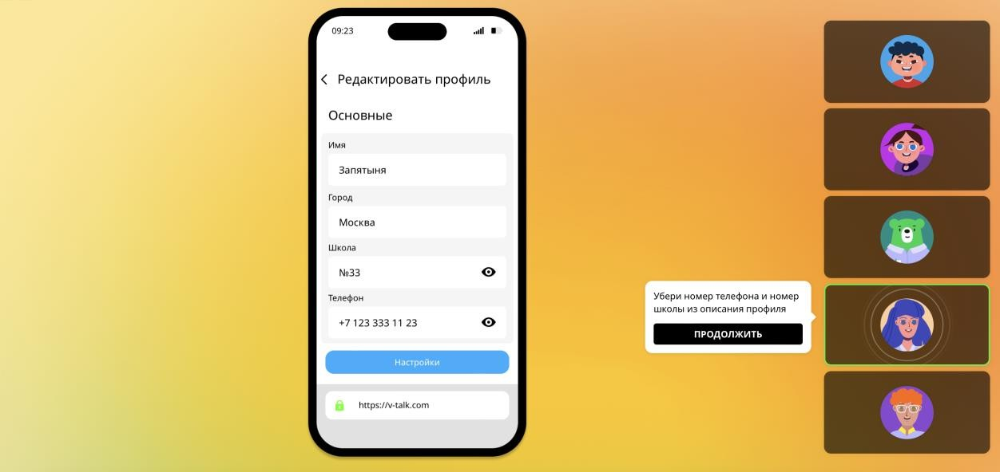 09:23
Редактировать профиль
Основные
Имя
Запятыня
Город
Москва
Школа
№33
Телефон
+7 123 333 11 23
Настройки
https://v-talk.com
Убери номер телефона и номер
школы из описания профиля
ПРОДОЛЖИТЬ